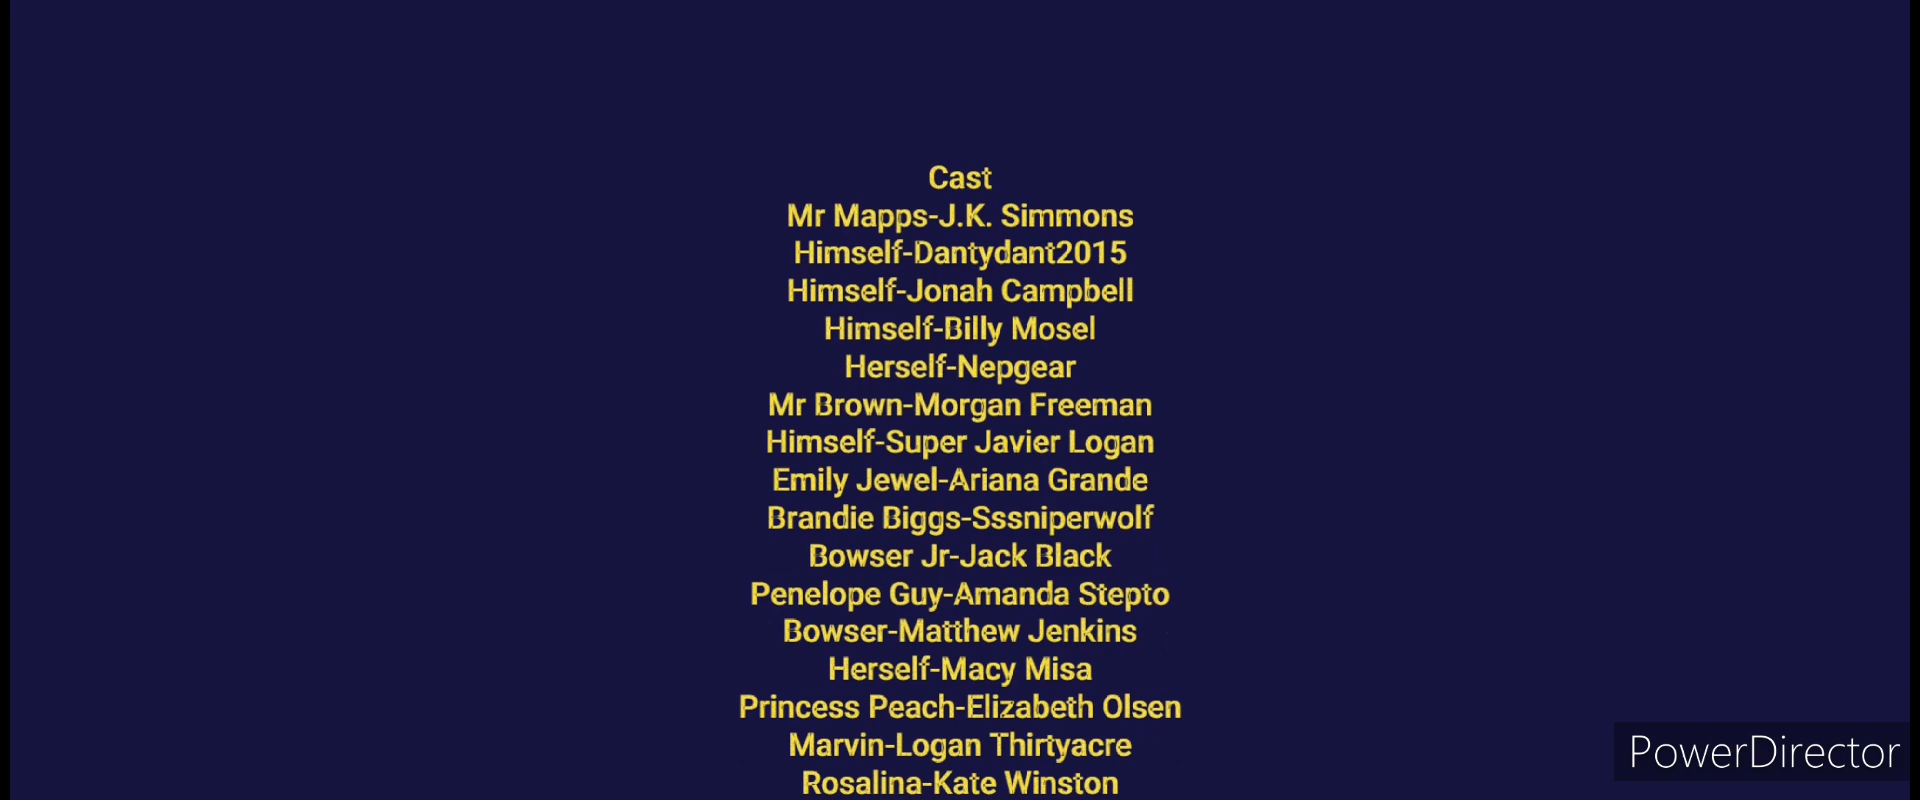 Cast
Mr Mapps-J.K. Simmons
Himself-Dantydant2015
Himself-Jonah Campbell
Himself-Billy Mosel
Herself-Nepgear
Mr Brown-Morgan Freeman
Himself-Super Javier Logan
Emily Jewel-Ariana Grande
Brandie Biggs-Sssniperwolf
Bowser Jr-Jack Black
Penelope Guy-Amanda Stepto
Bowser-Matthew Jenkins
Herself-Macy Misa
Princess Peach-Elizabeth Olsen
Marvin-Logan Thirtyacre
Rosalina-Kate Winston
PowerDirector